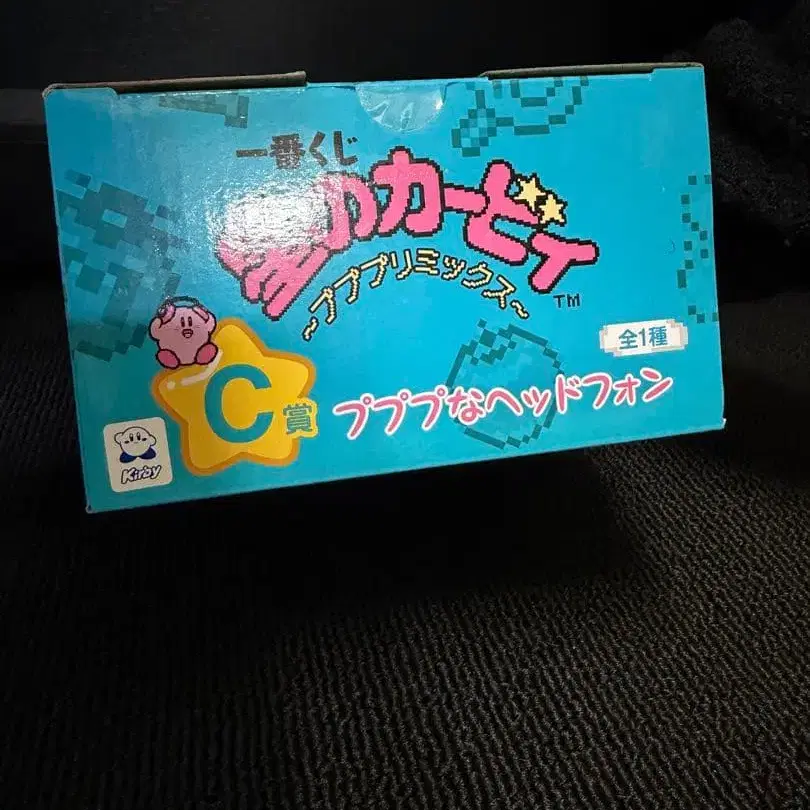 一番くじ
星のカービィ
TM
～プププリミックス～
全1種
C賞
プププなヘッドフォン
Kirby